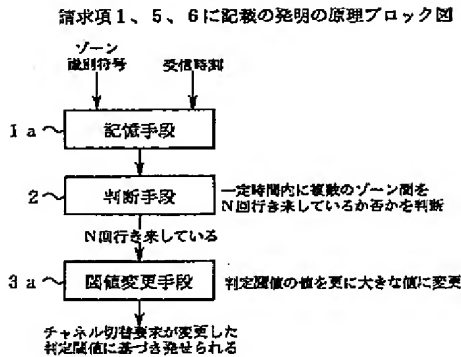 請求項1、5、6に記載の発明の原理ブロック図
ゾーン
識別符号
受信時刻
1a
記憶手段
2
判断手段
一定時間内に複数のゾーン間を
N回行き来しているか否かを判断
N回行き来している
3a
閾値変更手段
判定閾値の値を更に大きな値に変更
チャネル切替要求が変更した
判定閾値に基づき発せられる